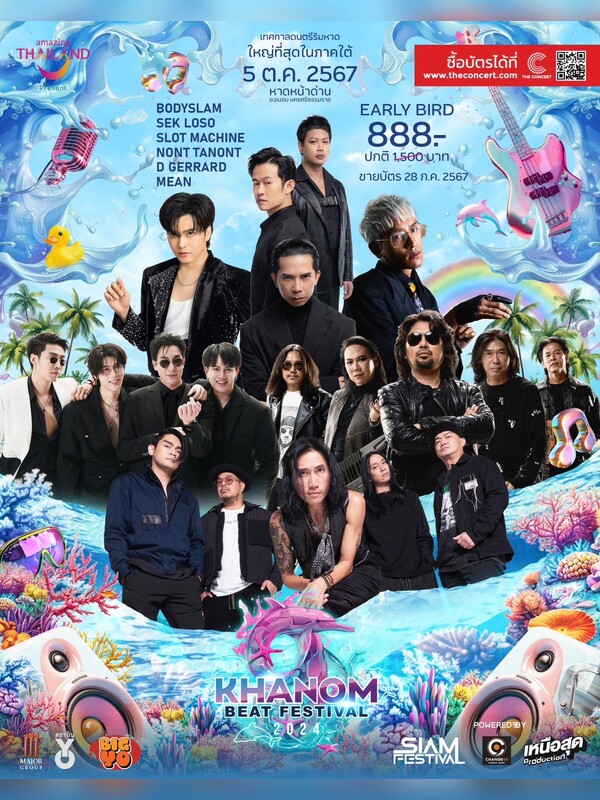 amazing
THAILAND
Present
เทศกาลดนตรีริมหาด
ใหญ่ที่สุดในภาคใต้
5 ต.ค. 2567
หาดหน้าด่าน
อ.ขนอม นครศรีธรรมราช
ซื้อบัตรได้ที่
www.theconcert.com
THE CONCERT
BODYSLAM
SEK LOSO
SLOT MACHINE
NONT TANONT
D GERRARD
MEAN
EARLY BIRD
888.-
ปกติ 1,500 บาท
ขายบัตร 28 ก.ค. 2567
KHANOM
BEAT FESTIVAL
2024
MAJOR
GROUP
BIG
YO
SIAM
FESTIVAL
POWERED BY
CHANGE
เหนือสุด
Production